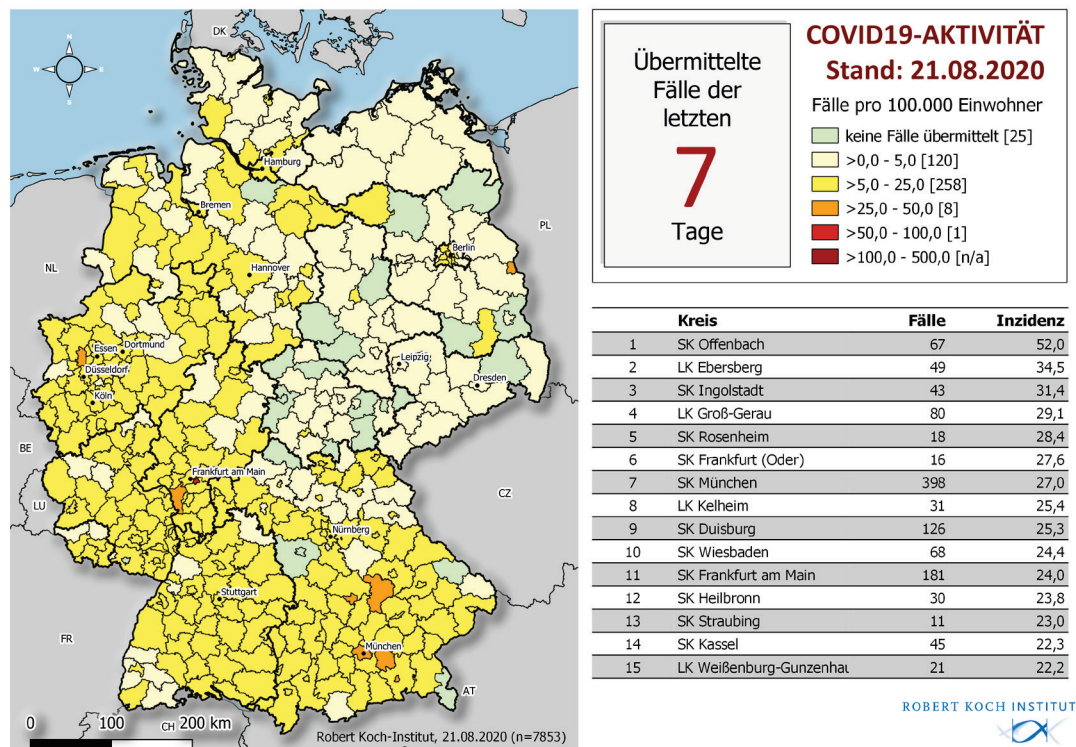 DK
N
W
E
S
Hamburg
Bremen
PL
Berlin
NL
Hannover
Essen
Dortmund
Düsseldorf
Leipzig
Dresden
Köln
BE
Frankfurt am Main
LU
CZ
Nürnberg
Stuttgart
FR
München
AT
CH
0 100 200 km
Robert Koch-Institut, 21.08.2020 (n=7853)
Übermittelte
Fälle der
letzten
7
Tage
COVID19-AKTIVITÄT
Stand: 21.08.2020
Fälle pro 100.000 Einwohner
keine Fälle übermittelt [25]
>0,0 - 5,0 [120]
>5,0 - 25,0 [258]
>25,0 - 50,0 [8]
>50,0 - 100,0 [1]
>100,0 - 500,0 [n/a]
Kreis Fälle Inzidenz
1 SK Offenbach 67 52,0
2 LK Ebersberg 49 34,5
3 SK Ingolstadt 43 31,4
4 LK Groß-Gerau 80 29,1
5 SK Rosenheim 18 28,4
6 SK Frankfurt (Oder) 16 27,6
7 SK München 398 27,0
8 LK Kelheim 31 25,4
9 SK Duisburg 126 25,3
10 SK Wiesbaden 68 24,4
11 SK Frankfurt am Main 181 24,0
12 SK Heilbronn 30 23,8
13 SK Straubing 11 23,0
14 SK Kassel 45 22,3
15 LK Weißenburg-Gunzenhau 21 22,2
ROBERT KOCH INSTITUT